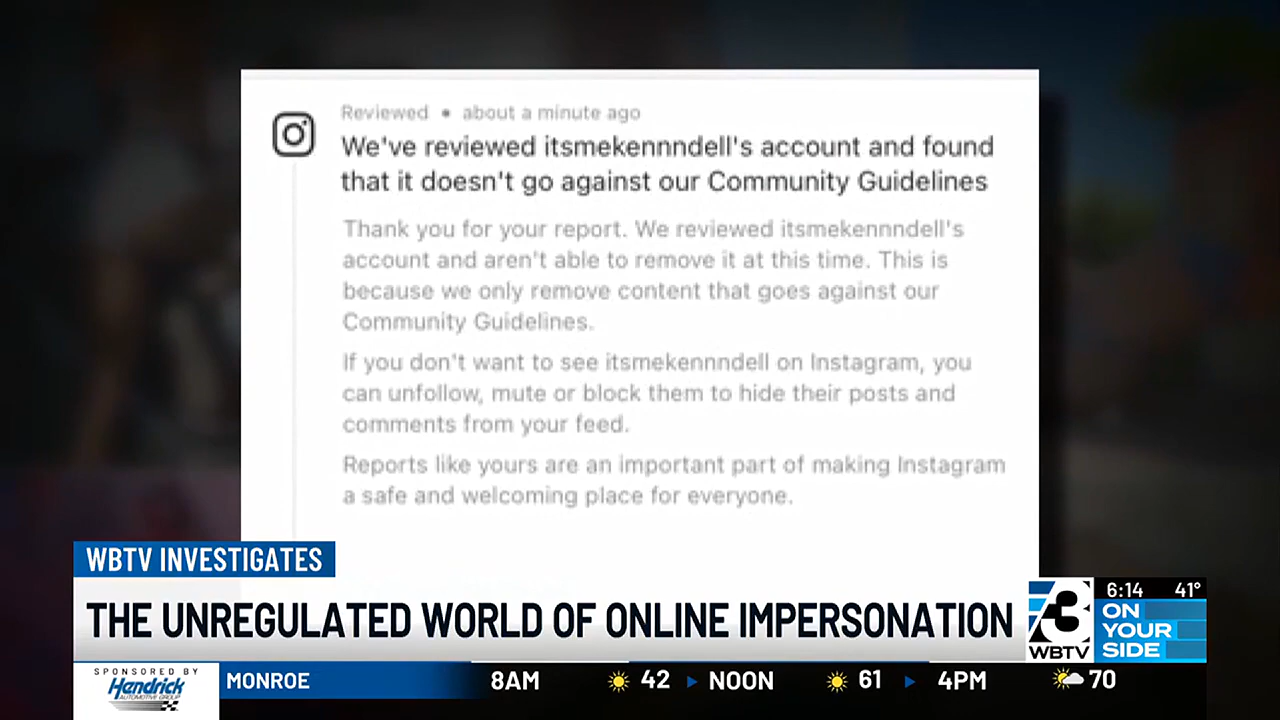 Reviewed • about a minute ago
We've reviewed itsmekennndell's account and found
that it doesn't go against our Community Guidelines
Thank you for your report. We reviewed itsmekennndell's
account and aren't able to remove it at this time. This is
because we only remove content that goes against our
Community Guidelines.
If you don't want to see itsmekennndell on Instagram, you
can unfollow, mute or block them to hide their posts and
comments from your feed.
Reports like yours are an important part of making Instagram
a safe and welcoming place for everyone.
WBTV INVESTIGATES
THE UNREGULATED WORLD OF ONLINE IMPERSONATION
3
WBTV
6:14 41°
ON
YOUR
SIDE
SPONSORED BY
Hendrick
AUTOMOTIVE GROUP
MONROE 8AM 42 NOON 61 4PM 70